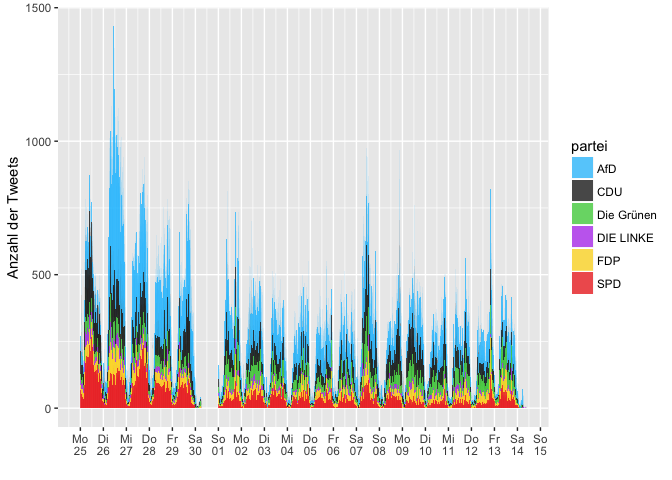 1500
1000
500
0
Anzahl der Tweets
Mo Di Mi Do Fr Sa So Mo Di Mi Do Fr Sa So Mo Di Mi Do Fr Sa So
25 26 27 28 29 30 01 02 03 04 05 06 07 08 09 10 11 12 13 14 15
partei
AfD
CDU
Die Grünen
DIE LINKE
FDP
SPD